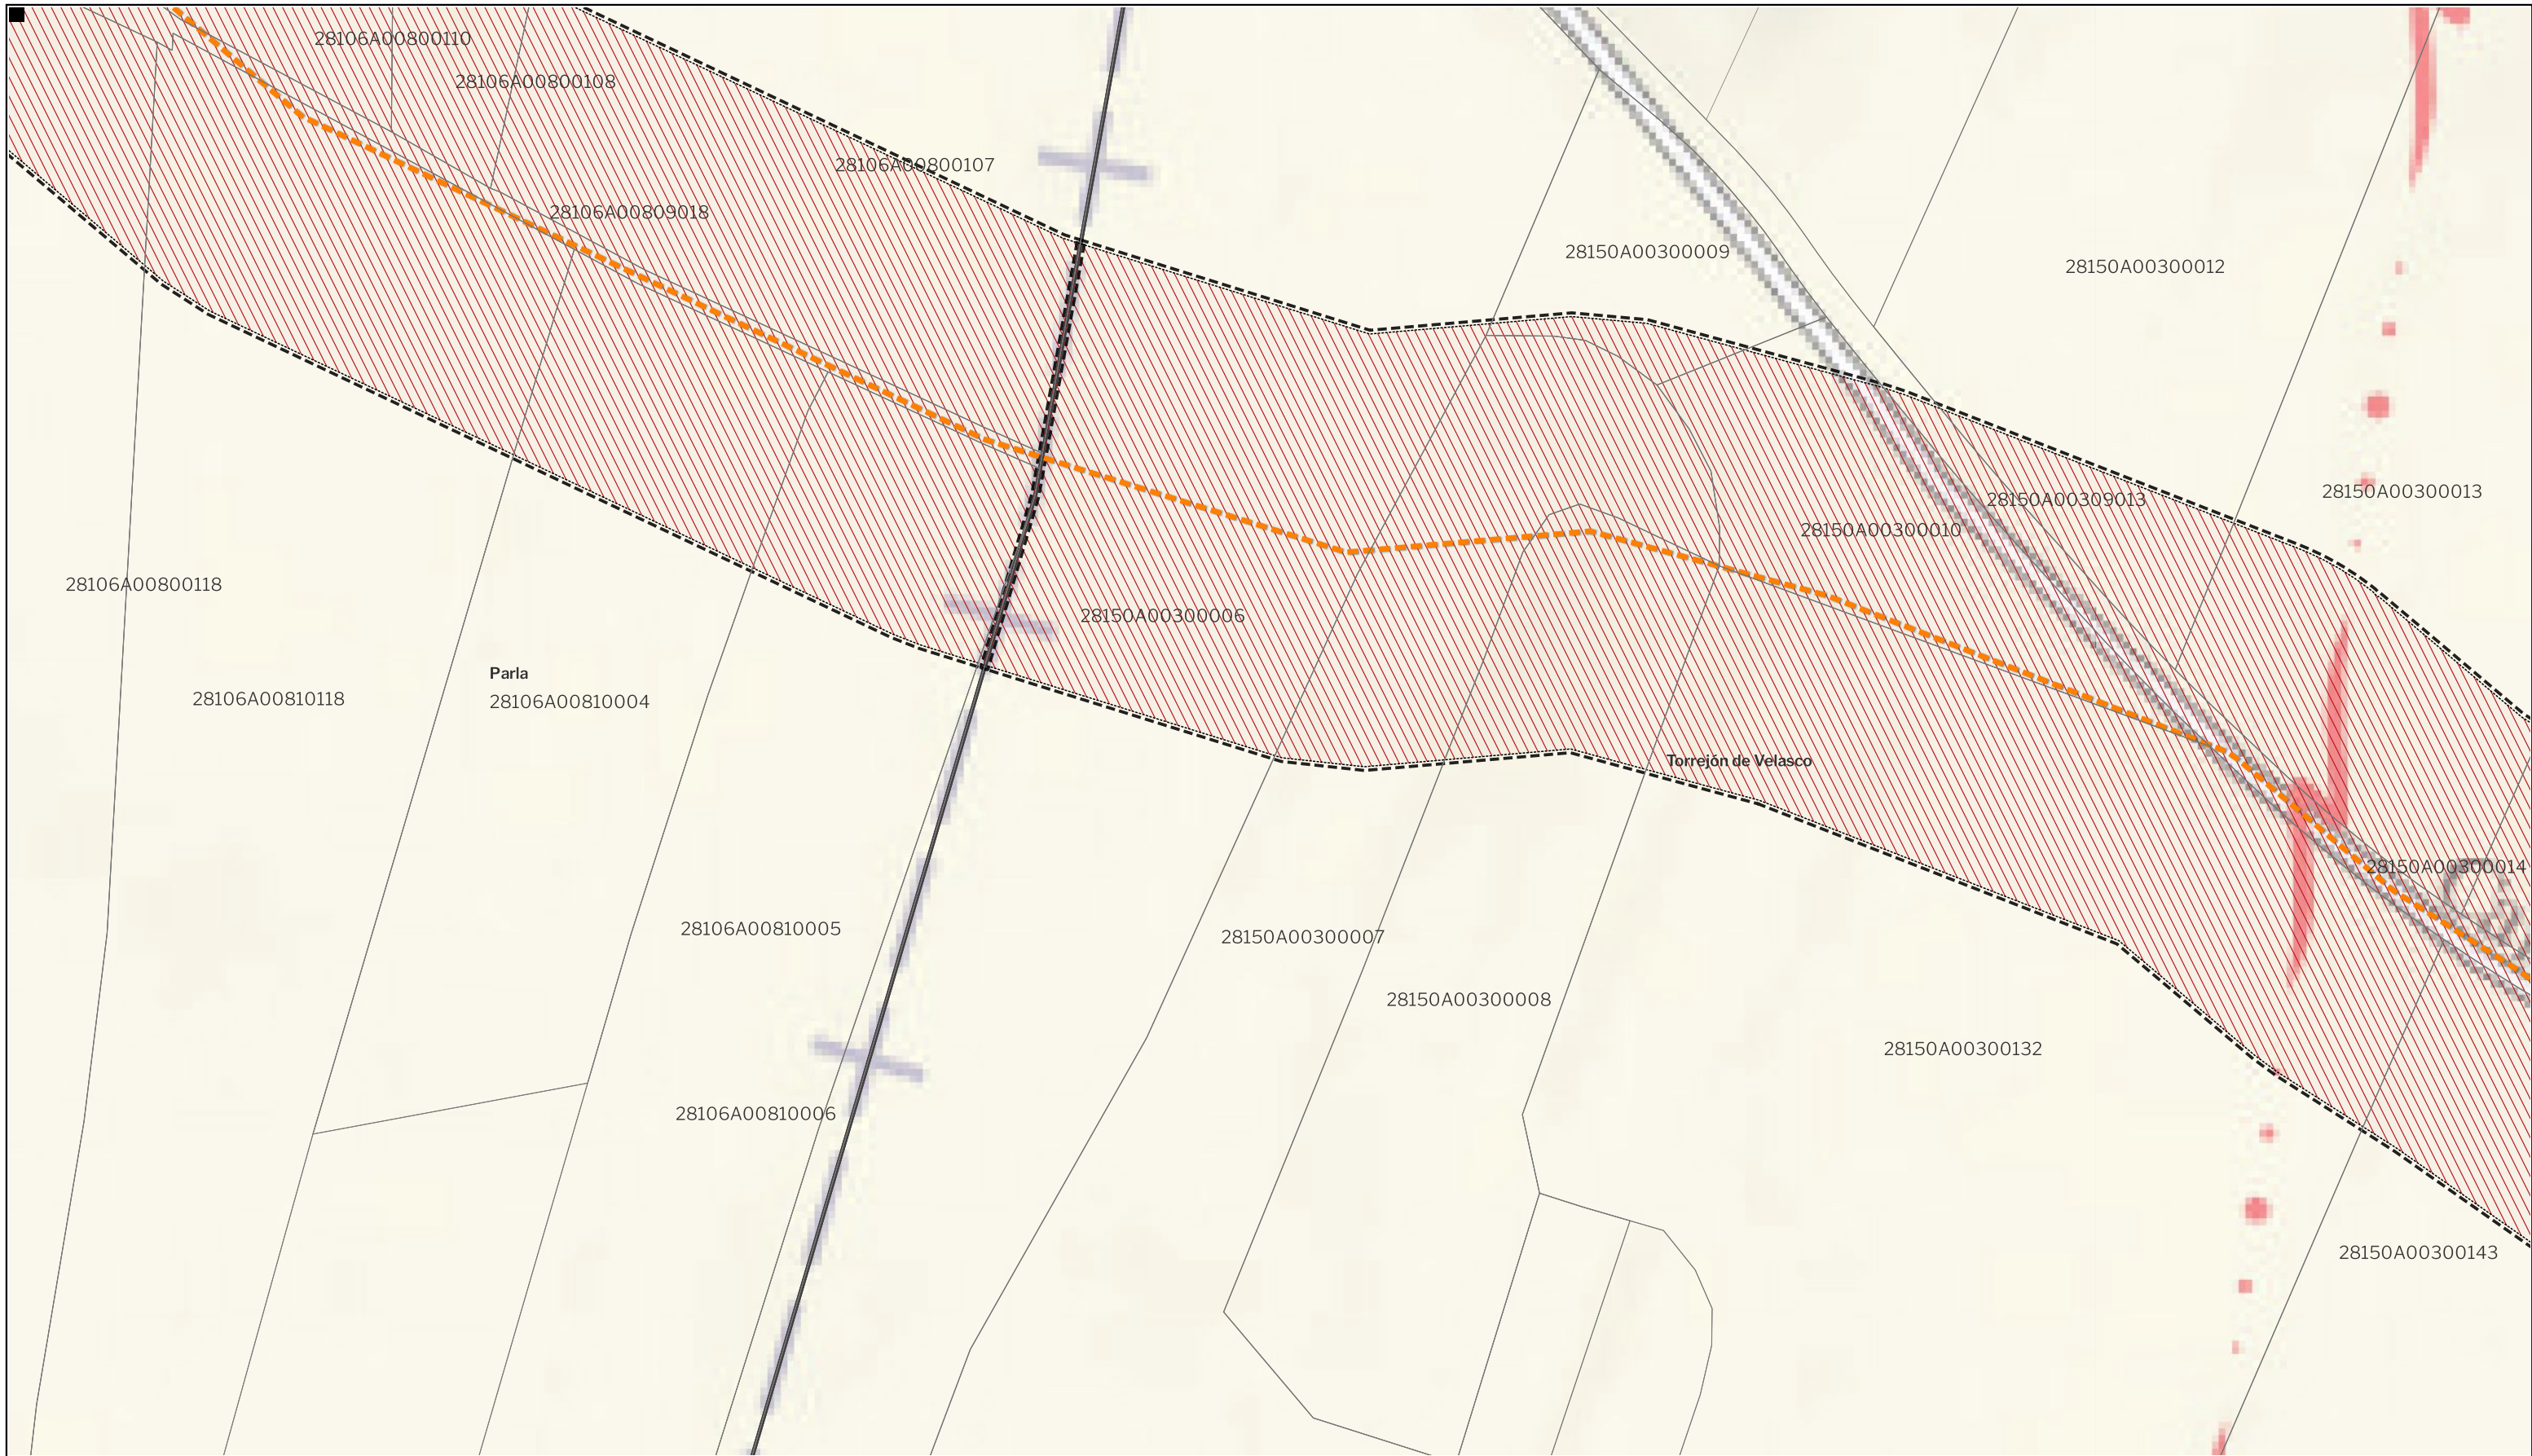 28106A00800110
28106A00800108
28106A00800107
28106A00809018
28150A00300009
28150A00300012
28150A00300013
28150A00309013
28150A00300010
28106A00800118
28150A00300006
Parla
28106A00810118
28106A00810004
Torrejón de Velasco
28150A00300014
28106A00810005
28150A00300007
28150A00300008
28150A00300132
28106A00810006
28150A00300143